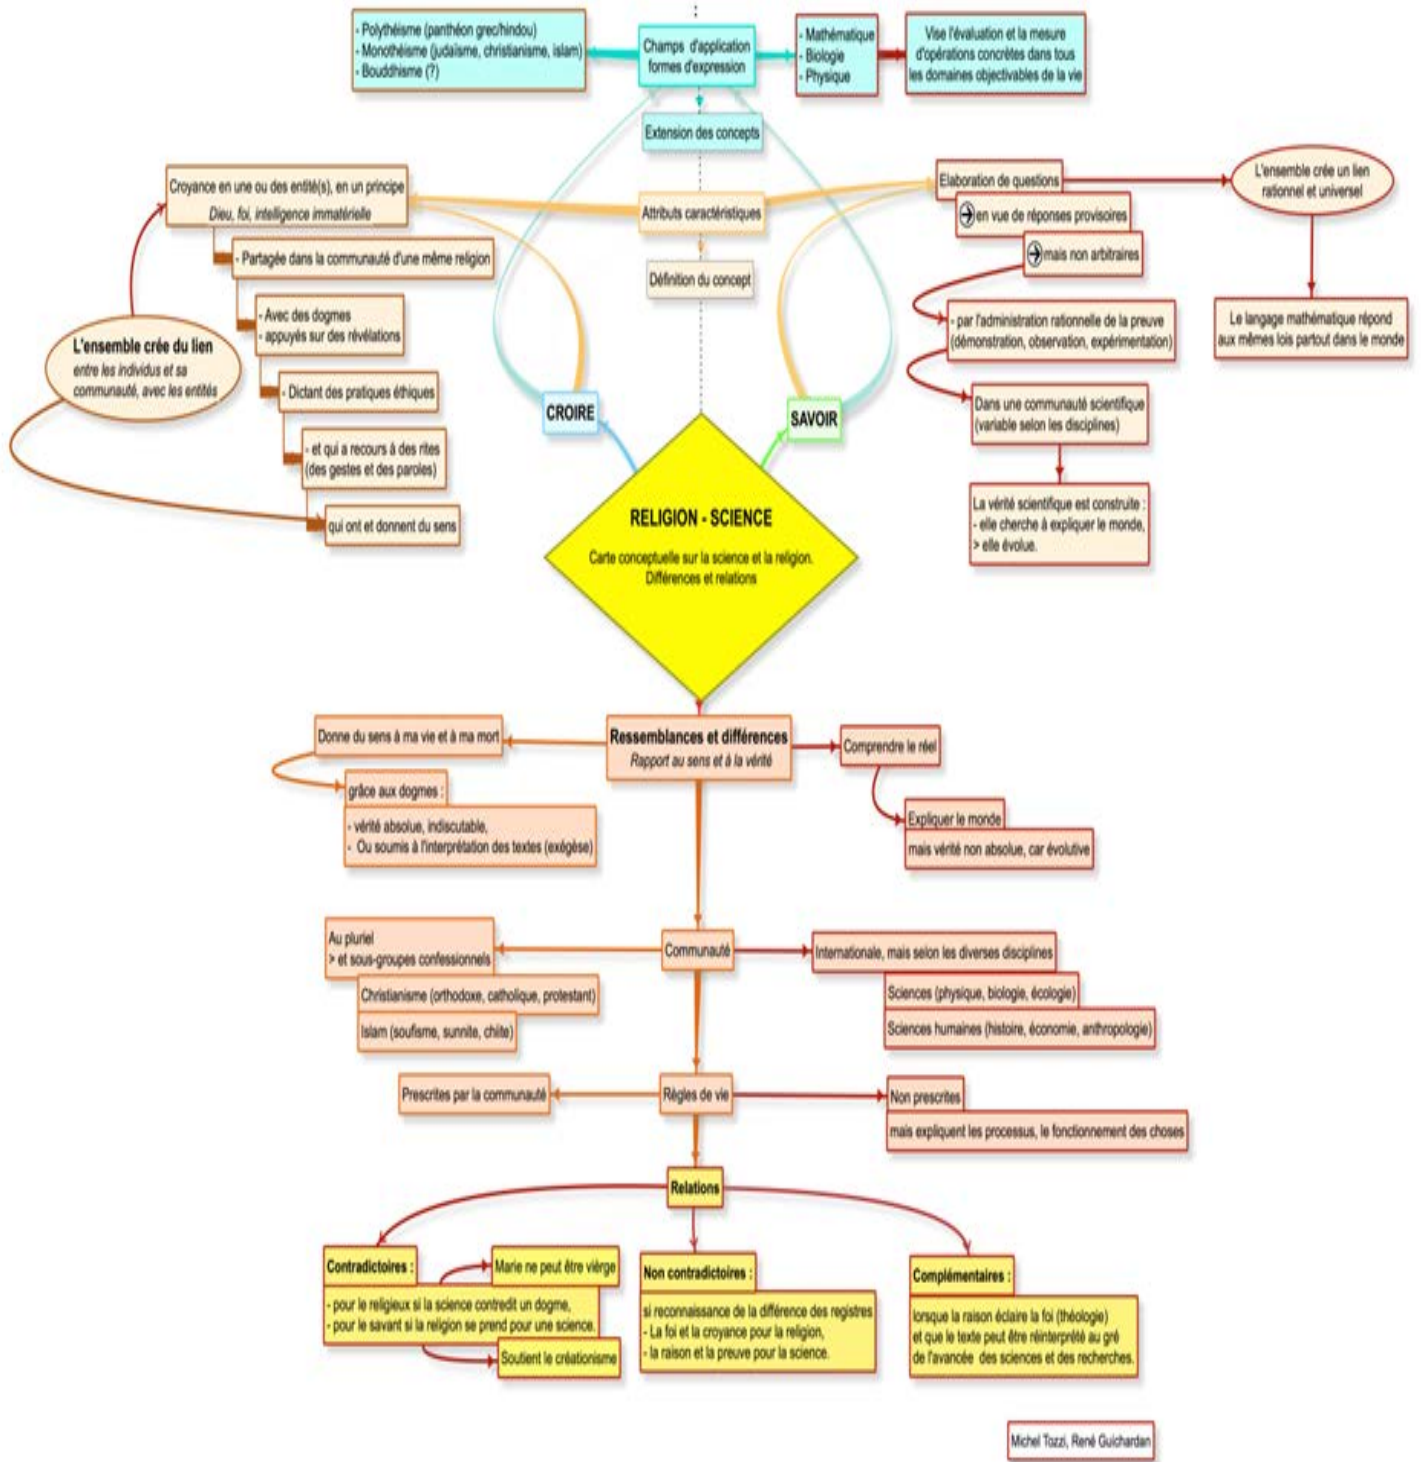 :
- Polythéisme (panthéon grec/hindou)
- Monothéisme (judaïsme, christianisme, islam)
- Bouddhisme (?)
Champs d'application
formes d'expression
- Mathématique
- Biologie
- Physique
Vise l'évaluation et la mesure
d'opérations concrètes dans tous
les domaines objectivables de la vie
Extension des concepts
Croyance en une ou des entité(s), en un principe
Dieu, foi, intelligence immatérielle
- Partagée dans la communauté d'une même religion
- Avec des dogmes
- appuyés sur des révélations
- Dictant des pratiques éthiques
- et qui a recours à des rites
(des gestes et des paroles)
qui ont et donnent du sens
L'ensemble crée du lien
entre les individus et sa
communauté, avec les entités
Attributs caractéristiques
Définition du concept
Elaboration de questions
en vue de réponses provisoires
mais non arbitraires
- par l'administration rationnelle de la preuve
(démonstration, observation, expérimentation)
Dans une communauté scientifique
(variable selon les disciplines)
La vérité scientifique est construite :
- elle cherche à expliquer le monde,
> elle évolue.
L'ensemble crée un lien
rationnel et universel
Le langage mathématique répond
aux mêmes lois partout dans le monde
CROIRE
SAVOIR
RELIGION - SCIENCE
Carte conceptuelle sur la science et la religion.
Différences et relations
Ressemblances et différences
Rapport au sens et à la vérité
Donne du sens à ma vie et à ma mort
grâce aux dogmes :
- vérité absolue, indiscutable,
- Ou soumis à l'interprétation des textes (exégèse)
Comprendre le réel
Expliquer le monde
mais vérité non absolue, car évolutive
Communauté
Au pluriel
> et sous-groupes confessionnels
Christianisme (orthodoxe, catholique, protestant)
Islam (soufisme, sunnite, chiite)
Internationale, mais selon les diverses disciplines
Sciences (physique, biologie, écologie)
Sciences humaines (histoire, économie, anthropologie)
Règles de vie
Prescrites par la communauté
Non prescrites
mais expliquent les processus, le fonctionnement des choses
Relations
Contradictoires :
- pour le religieux si la science contredit un dogme,
- pour le savant si la religion se prend pour une science.
Marie ne peut être vièrge
Soutient le créationisme
Non contradictoires :
si reconnaissance de la différence des registres
- La foi et la croyance pour la religion,
- la raison et la preuve pour la science.
Complémentaires :
lorsque la raison éclaire la foi (théologie)
et que le texte peut être réinterprété au gré
de l'avancée des sciences et des recherches.
Michel Tozzi, René Guichardan